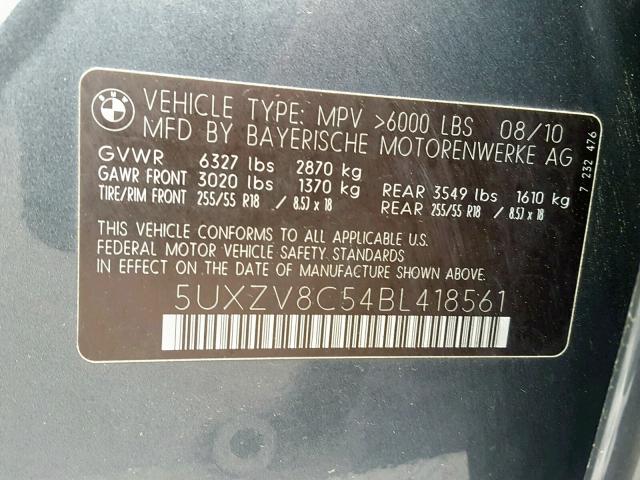 BMW
VEHICLE TYPE: MPV >6000 LBS 08/10
MFD BY BAYERISCHE MOTORENWERKE AG
GVWR 6327 lbs 2870 kg
GAWR FRONT 3020 lbs 1370 kg REAR 3549 lbs 1610 kg
TIRE/RIM FRONT 255/55 R18 / 8.5J x 18 REAR 255/55 R18 / 8.5J x 18
THIS VEHICLE CONFORMS TO ALL APPLICABLE U.S.
FEDERAL MOTOR VEHICLE SAFETY STANDARDS
IN EFFECT ON THE DATE OF MANUFACTURE SHOWN ABOVE.
5UXZV8C54BL418561
7 232 476